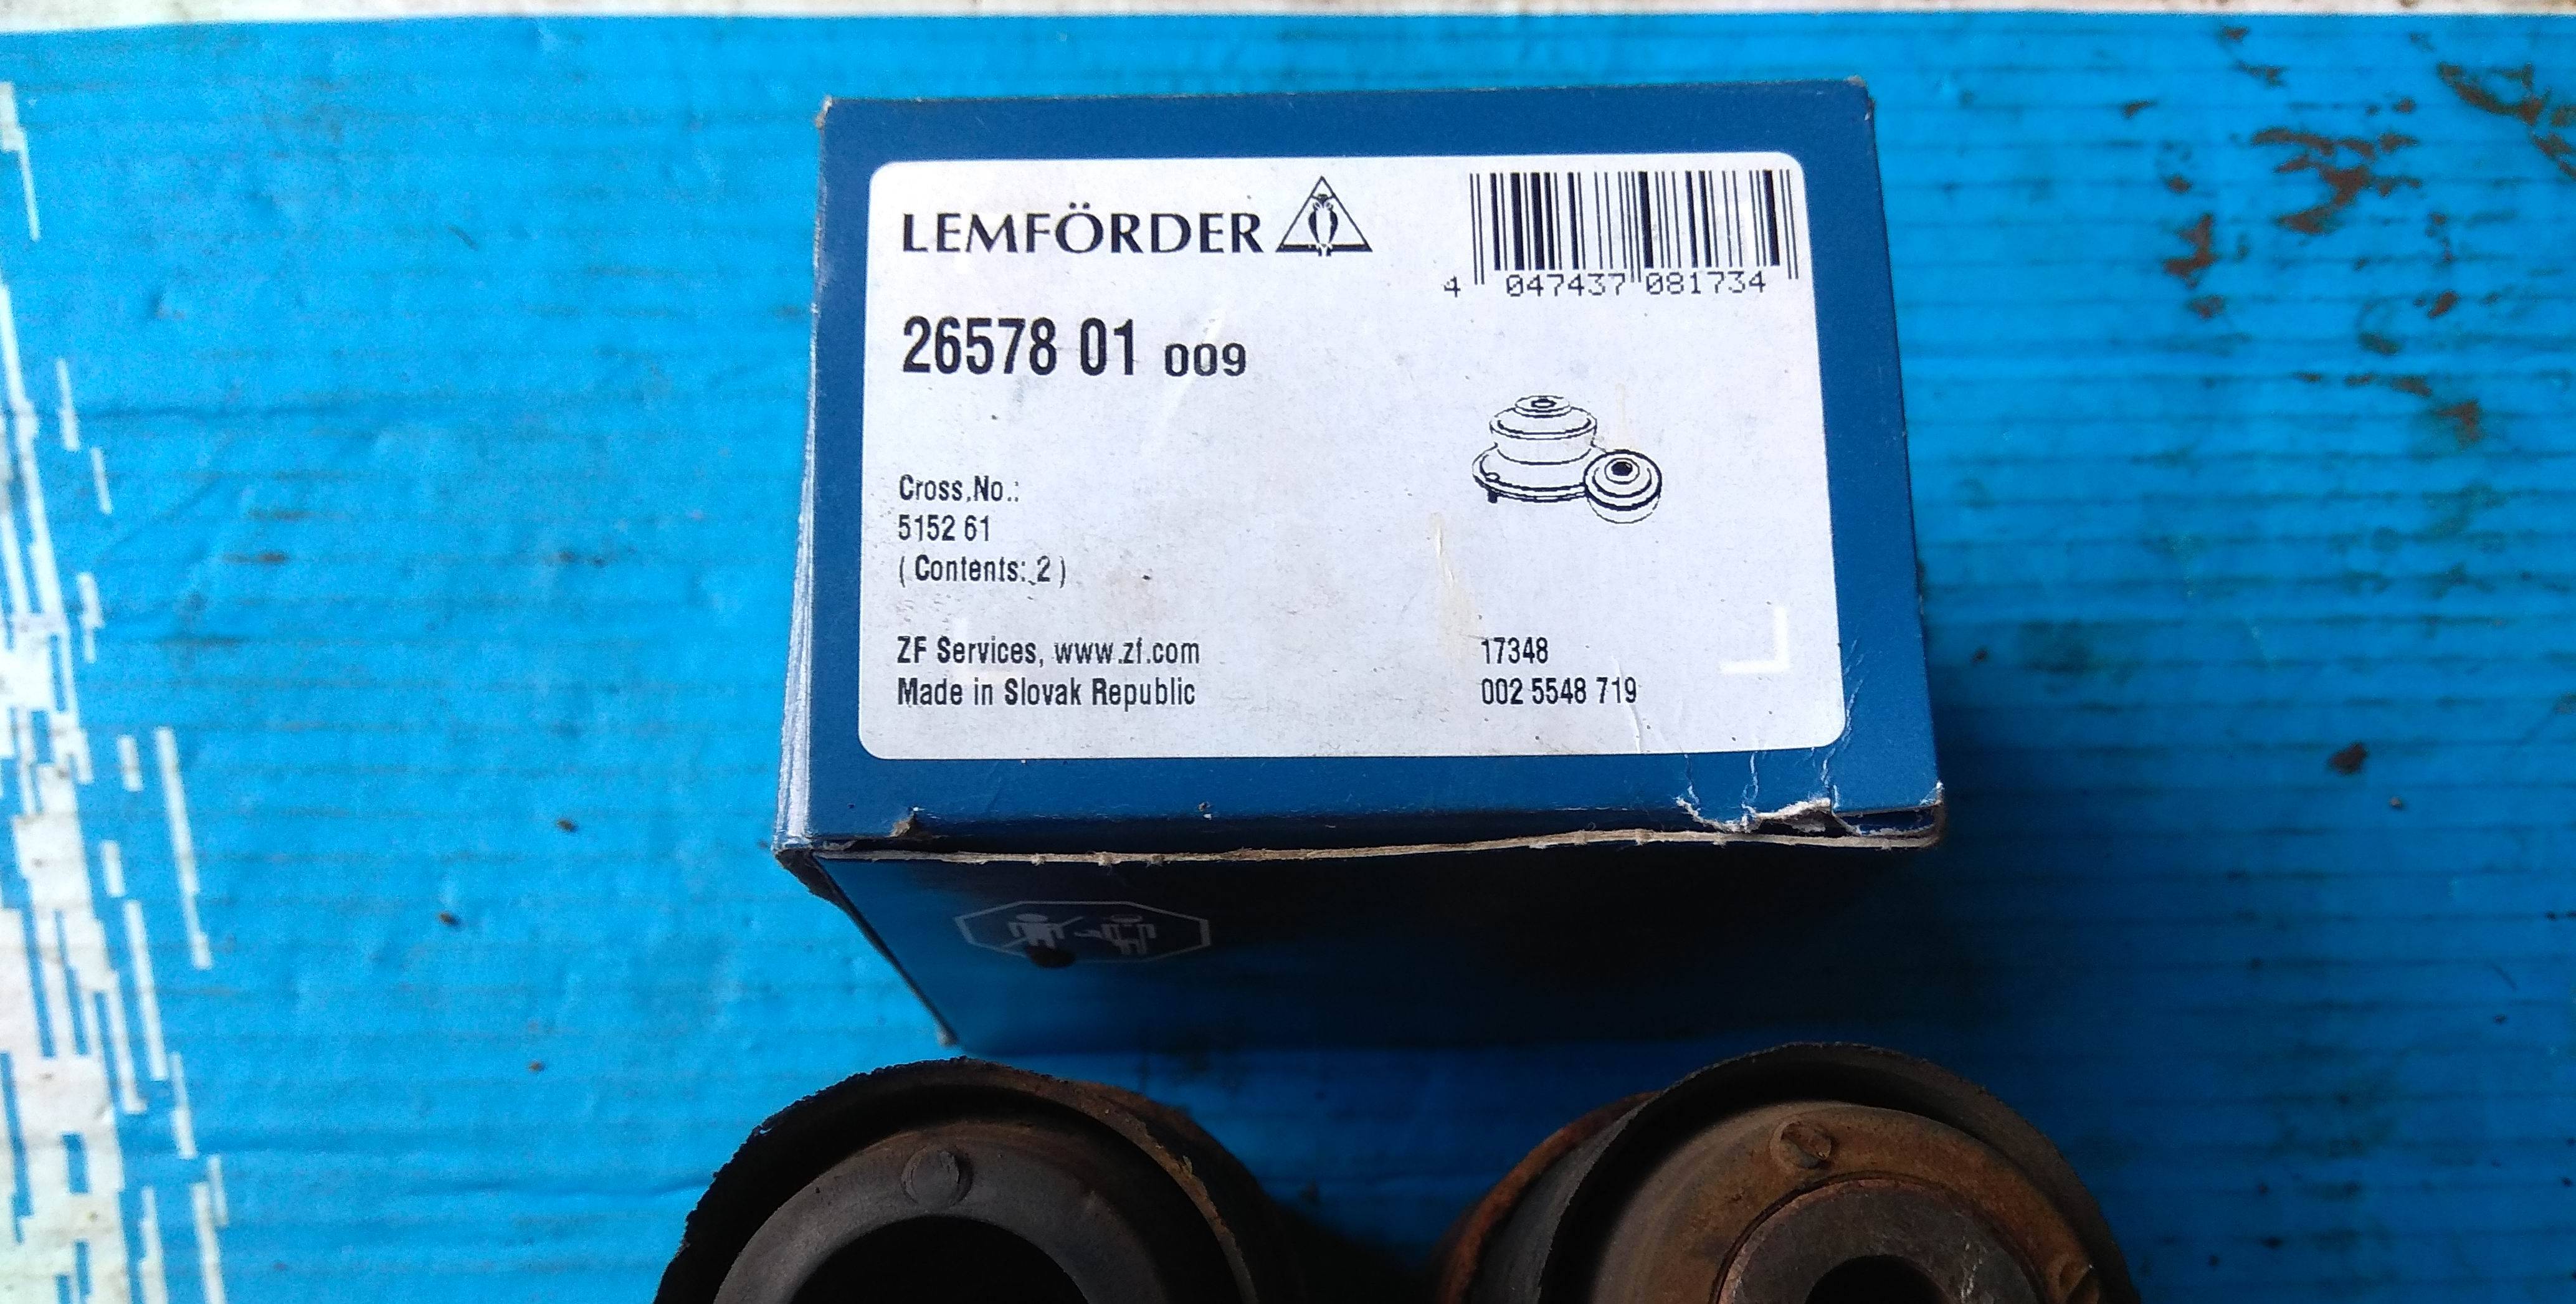 LEMFÖRDER
4 047437 081734
26578 01 009
Cross.No.:
5152 61
( Contents: 2 )
ZF Services, www.zf.com
Made in Slovak Republic
17348
002 5548 719